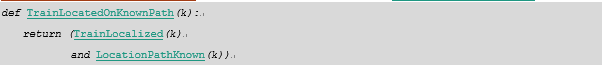 def TrainLocatedOnKnownPath(k):
return (TrainLocalized(k)
and LocationPathKnown(k))